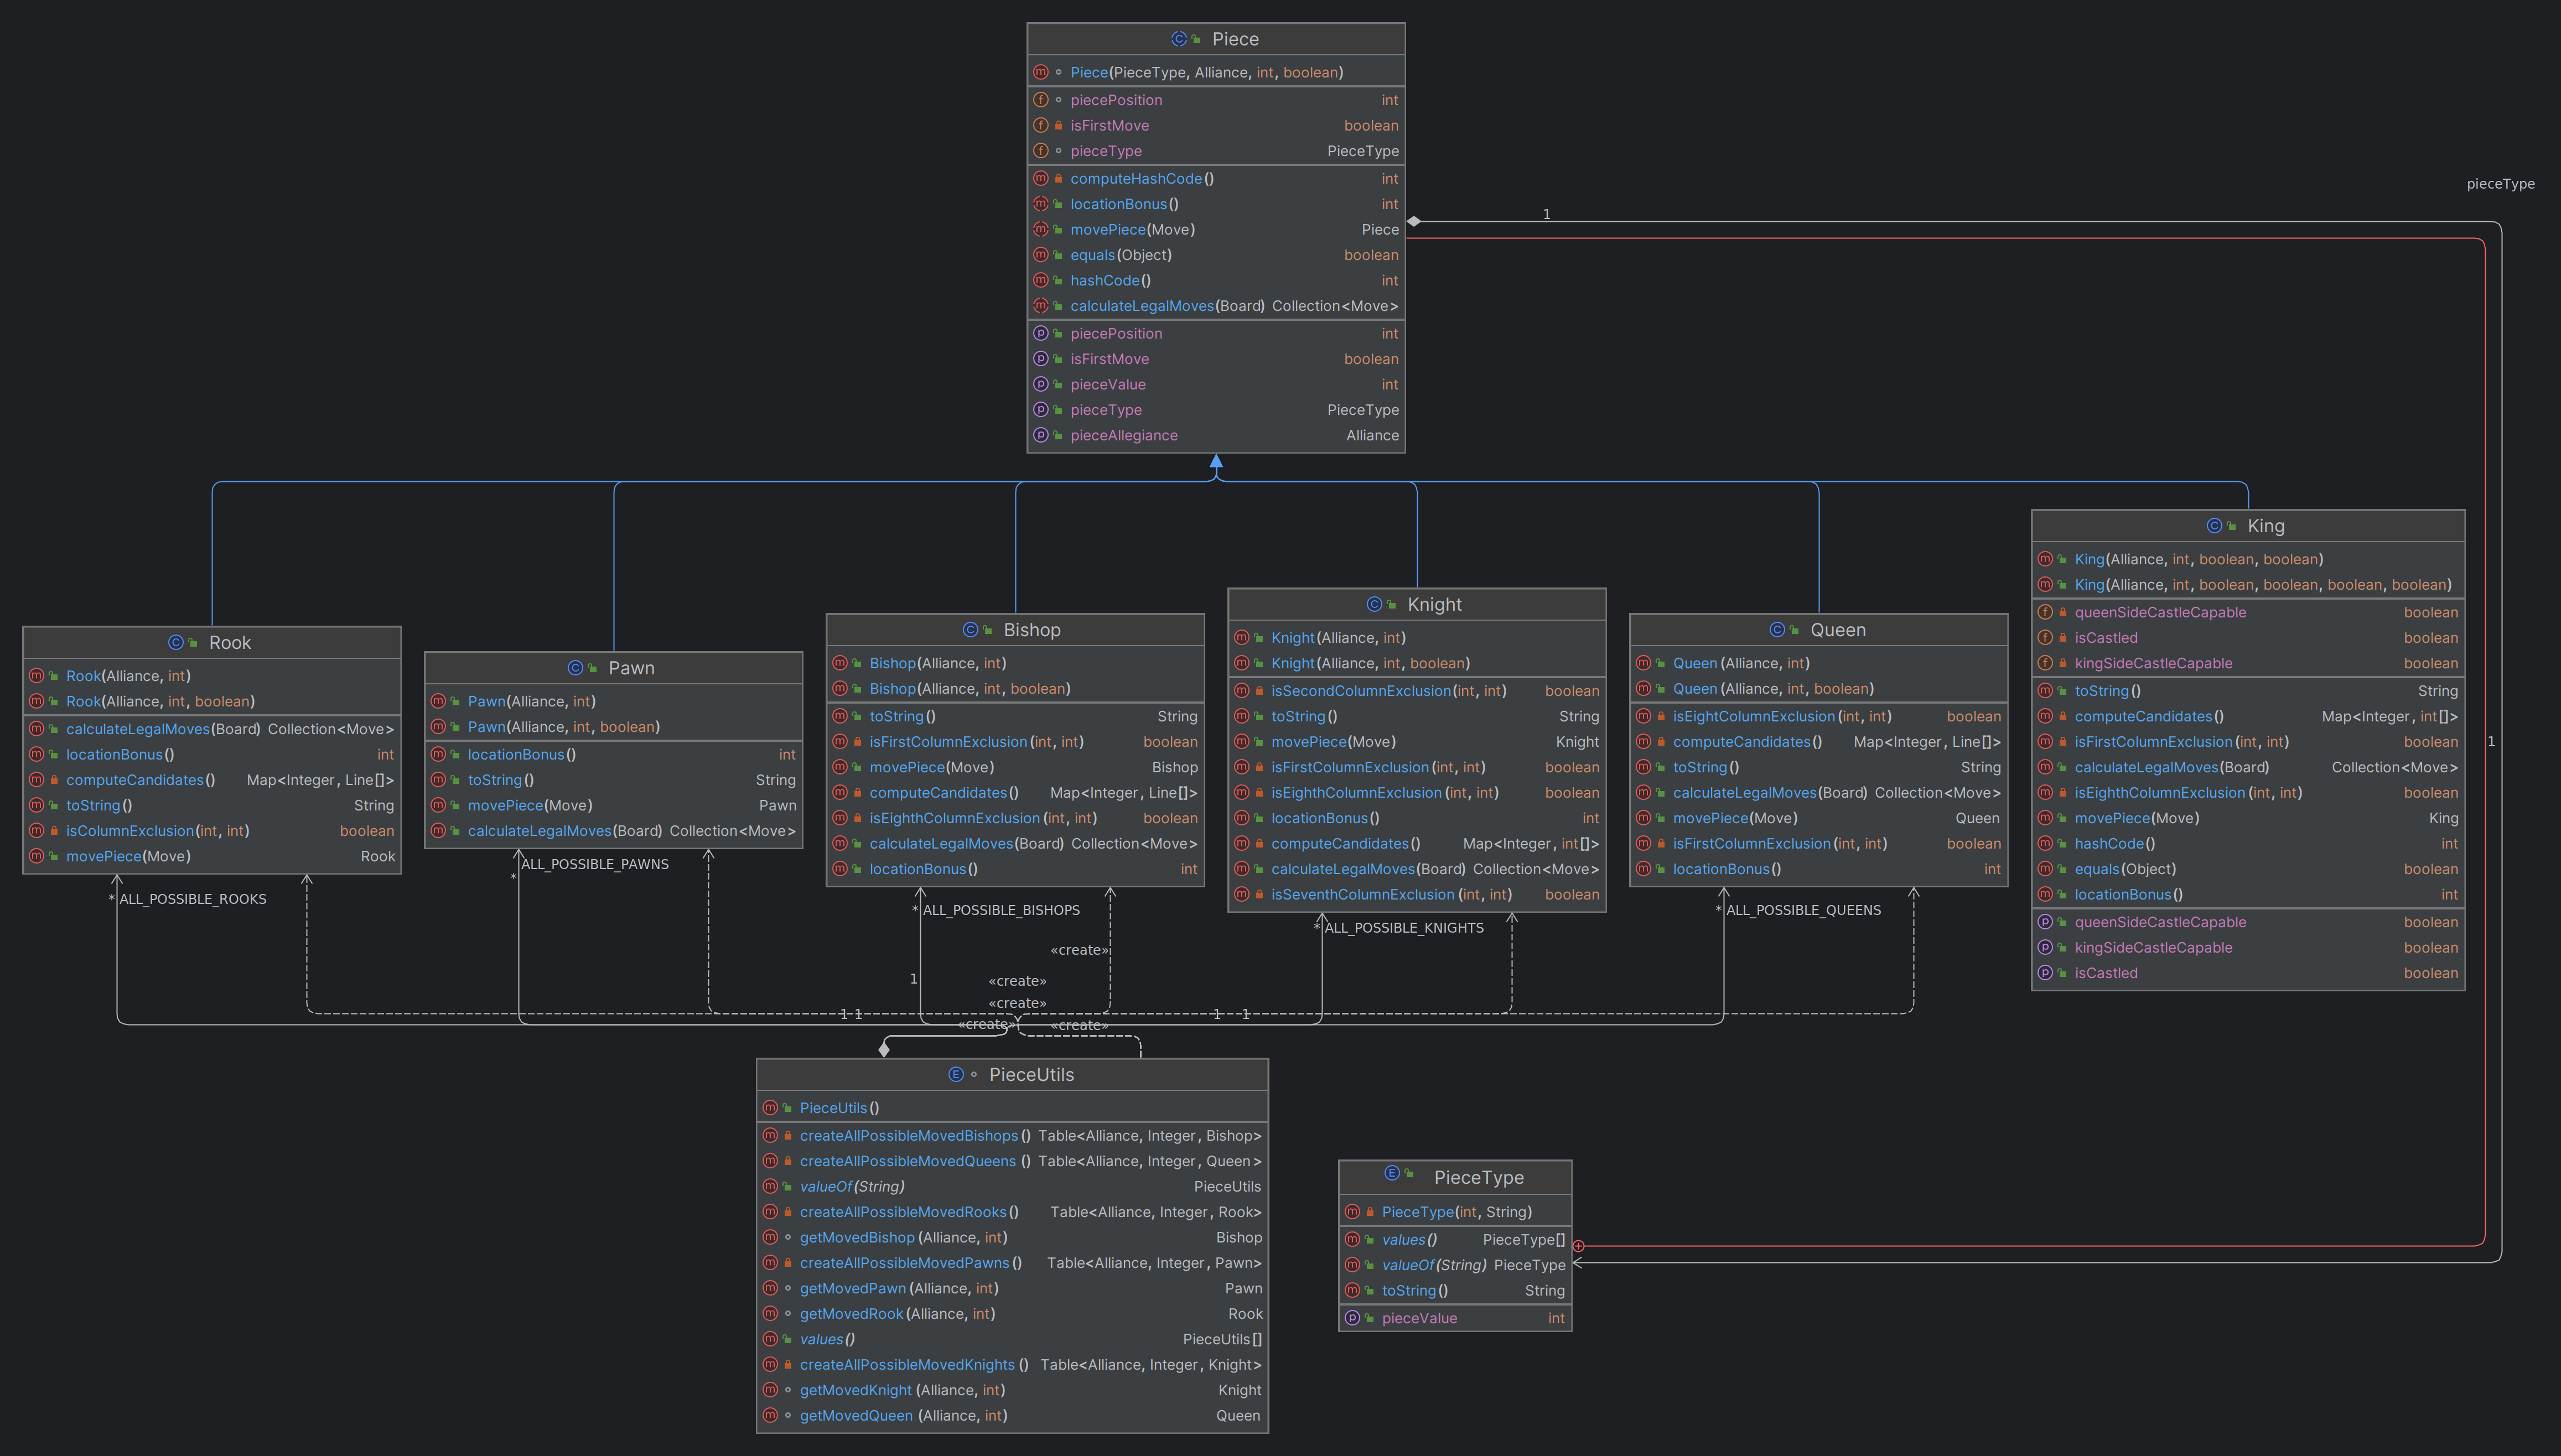 Piece
Piece(PieceType, Alliance, int, boolean)
piecePosition int
isFirstMove boolean
pieceType PieceType
computeHashCode() int
locationBonus() int
movePiece(Move) Piece
equals(Object) boolean
hashCode() int
calculateLegalMoves(Board) Collection<Move>
piecePosition int
isFirstMove boolean
pieceValue int
pieceType PieceType
pieceAllegiance Alliance
pieceType
1
1
Rook
Rook(Alliance, int)
Rook(Alliance, int, boolean)
calculateLegalMoves(Board) Collection<Move>
locationBonus() int
computeCandidates() Map<Integer, Line[]>
toString() String
isColumnExclusion(int, int) boolean
movePiece(Move) Rook
Pawn
Pawn(Alliance, int)
Pawn(Alliance, int, boolean)
locationBonus() int
toString() String
movePiece(Move) Pawn
calculateLegalMoves(Board) Collection<Move>
Bishop
Bishop(Alliance, int)
Bishop(Alliance, int, boolean)
toString() String
isFirstColumnExclusion(int, int) boolean
movePiece(Move) Bishop
computeCandidates() Map<Integer, Line[]>
isEighthColumnExclusion(int, int) boolean
calculateLegalMoves(Board) Collection<Move>
locationBonus() int
Knight
Knight(Alliance, int)
Knight(Alliance, int, boolean)
isSecondColumnExclusion(int, int) boolean
toString() String
movePiece(Move) Knight
isFirstColumnExclusion(int, int) boolean
isEighthColumnExclusion(int, int) boolean
locationBonus() int
computeCandidates() Map<Integer, int[]>
calculateLegalMoves(Board) Collection<Move>
isSeventhColumnExclusion(int, int) boolean
Queen
Queen(Alliance, int)
Queen(Alliance, int, boolean)
isEightColumnExclusion(int, int) boolean
computeCandidates() Map<Integer, Line[]>
toString() String
calculateLegalMoves(Board) Collection<Move>
movePiece(Move) Queen
isFirstColumnExclusion(int, int) boolean
locationBonus() int
King
King(Alliance, int, boolean, boolean)
King(Alliance, int, boolean, boolean, boolean, boolean)
queenSideCastleCapable boolean
isCastled boolean
kingSideCastleCapable boolean
toString() String
computeCandidates() Map<Integer, int[]>
isFirstColumnExclusion(int, int) boolean
calculateLegalMoves(Board) Collection<Move>
isEighthColumnExclusion(int, int) boolean
movePiece(Move) King
hashCode() int
equals(Object) boolean
locationBonus() int
queenSideCastleCapable boolean
kingSideCastleCapable boolean
isCastled boolean
* ALL_POSSIBLE_ROOKS
ALL_POSSIBLE_PAWNS
*
* ALL_POSSIBLE_BISHOPS
* ALL_POSSIBLE_KNIGHTS
* ALL_POSSIBLE_QUEENS
«create»
1 «create»
«create»
1 1 1 1
«create» «create»
PieceUtils
PieceUtils()
createAllPossibleMovedBishops() Table<Alliance, Integer, Bishop>
createAllPossibleMovedQueens() Table<Alliance, Integer, Queen>
valueOf(String) PieceUtils
createAllPossibleMovedRooks() Table<Alliance, Integer, Rook>
getMovedBishop(Alliance, int) Bishop
createAllPossibleMovedPawns() Table<Alliance, Integer, Pawn>
getMovedPawn(Alliance, int) Pawn
getMovedRook(Alliance, int) Rook
values() PieceUtils[]
createAllPossibleMovedKnights() Table<Alliance, Integer, Knight>
getMovedKnight(Alliance, int) Knight
getMovedQueen(Alliance, int) Queen
PieceType
PieceType(int, String)
values() PieceType[]
valueOf(String) PieceType
toString() String
pieceValue int